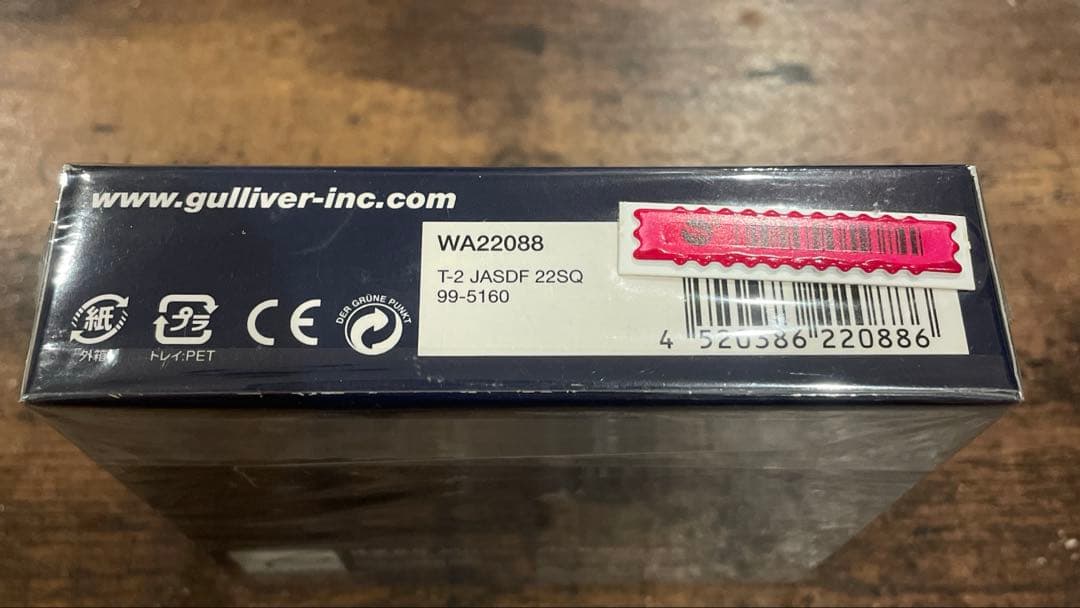 www.gulliver-inc.com
WA22088
T-2 JASDF 22SQ
99-5160
紙
外箱
プラ
トレイ:PET
CE
DER GRÜNE PUNKT
S
4 520386 220886